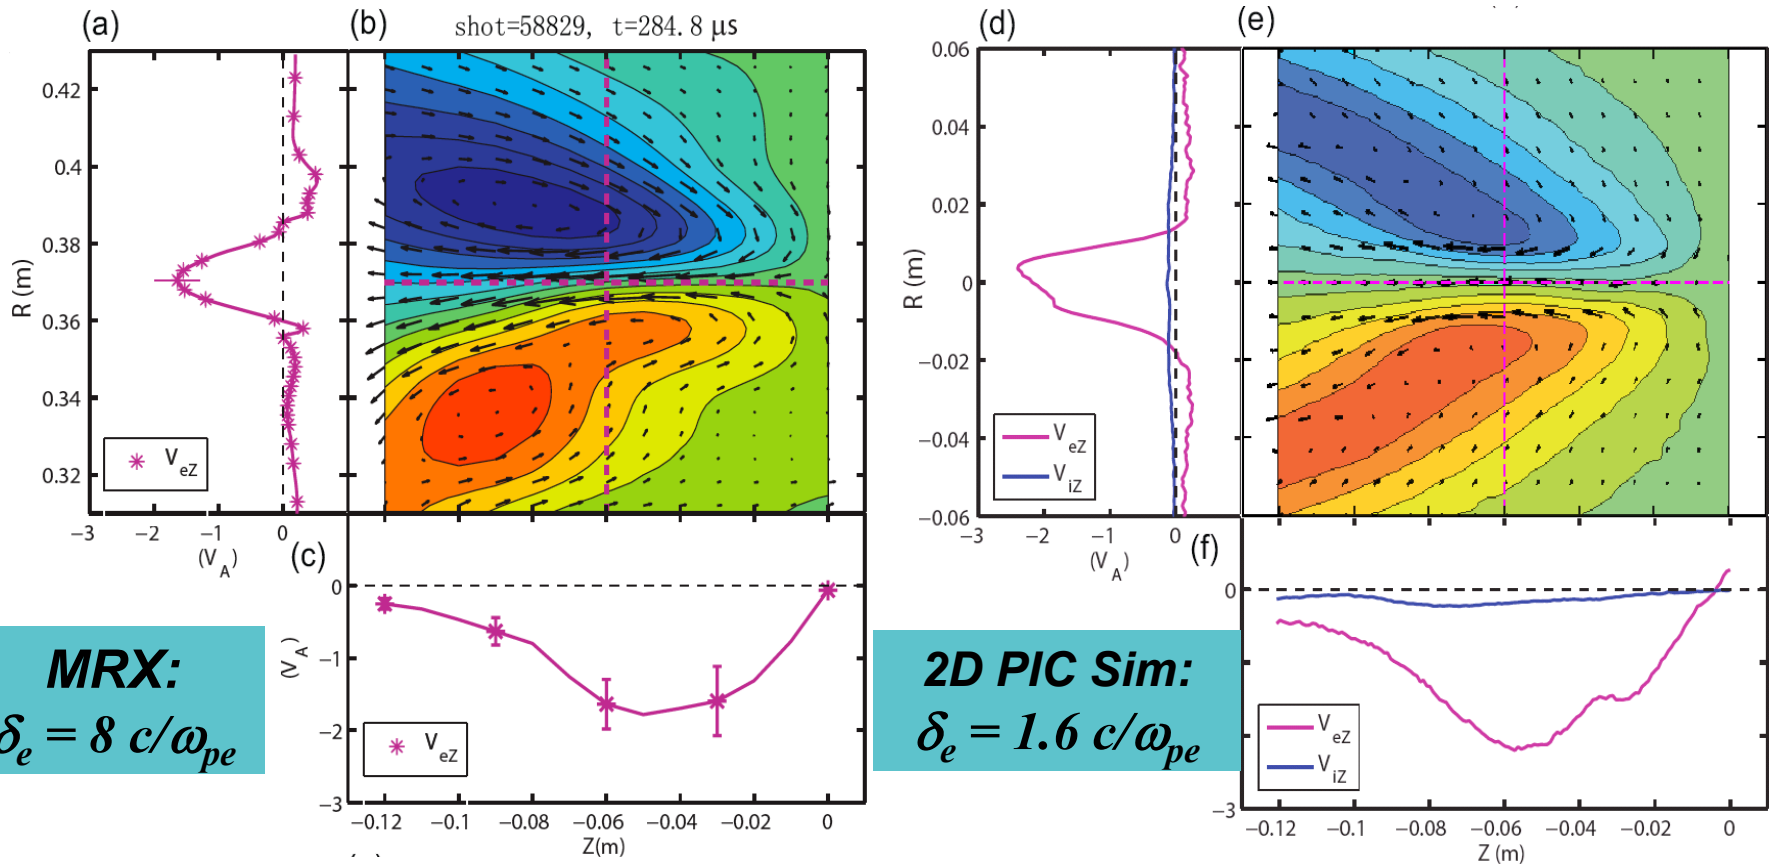 (a)
(b)
shot=58829, t=284.8 μs
(d)
(e)
0.42
0.4
0.38
0.36
0.34
0.32
R (m)
V_eZ
−3
−2
−1
0
(V_A)
0.06
0.04
0.02
0
−0.02
−0.04
−0.06
R (m)
V_eZ
V_iZ
−3
−2
−1
0
(V_A)
(c)
0
−1
−2
−3
(V_A)
V_eZ
−0.12
−0.1
−0.08
−0.06
−0.04
−0.02
0
Z(m)
(f)
0
−3
V_eZ
V_iZ
−0.12
−0.1
−0.08
−0.06
−0.04
−0.02
0
Z (m)
MRX:
δ_e = 8 c/ω_pe
2D PIC Sim:
δ_e = 1.6 c/ω_pe